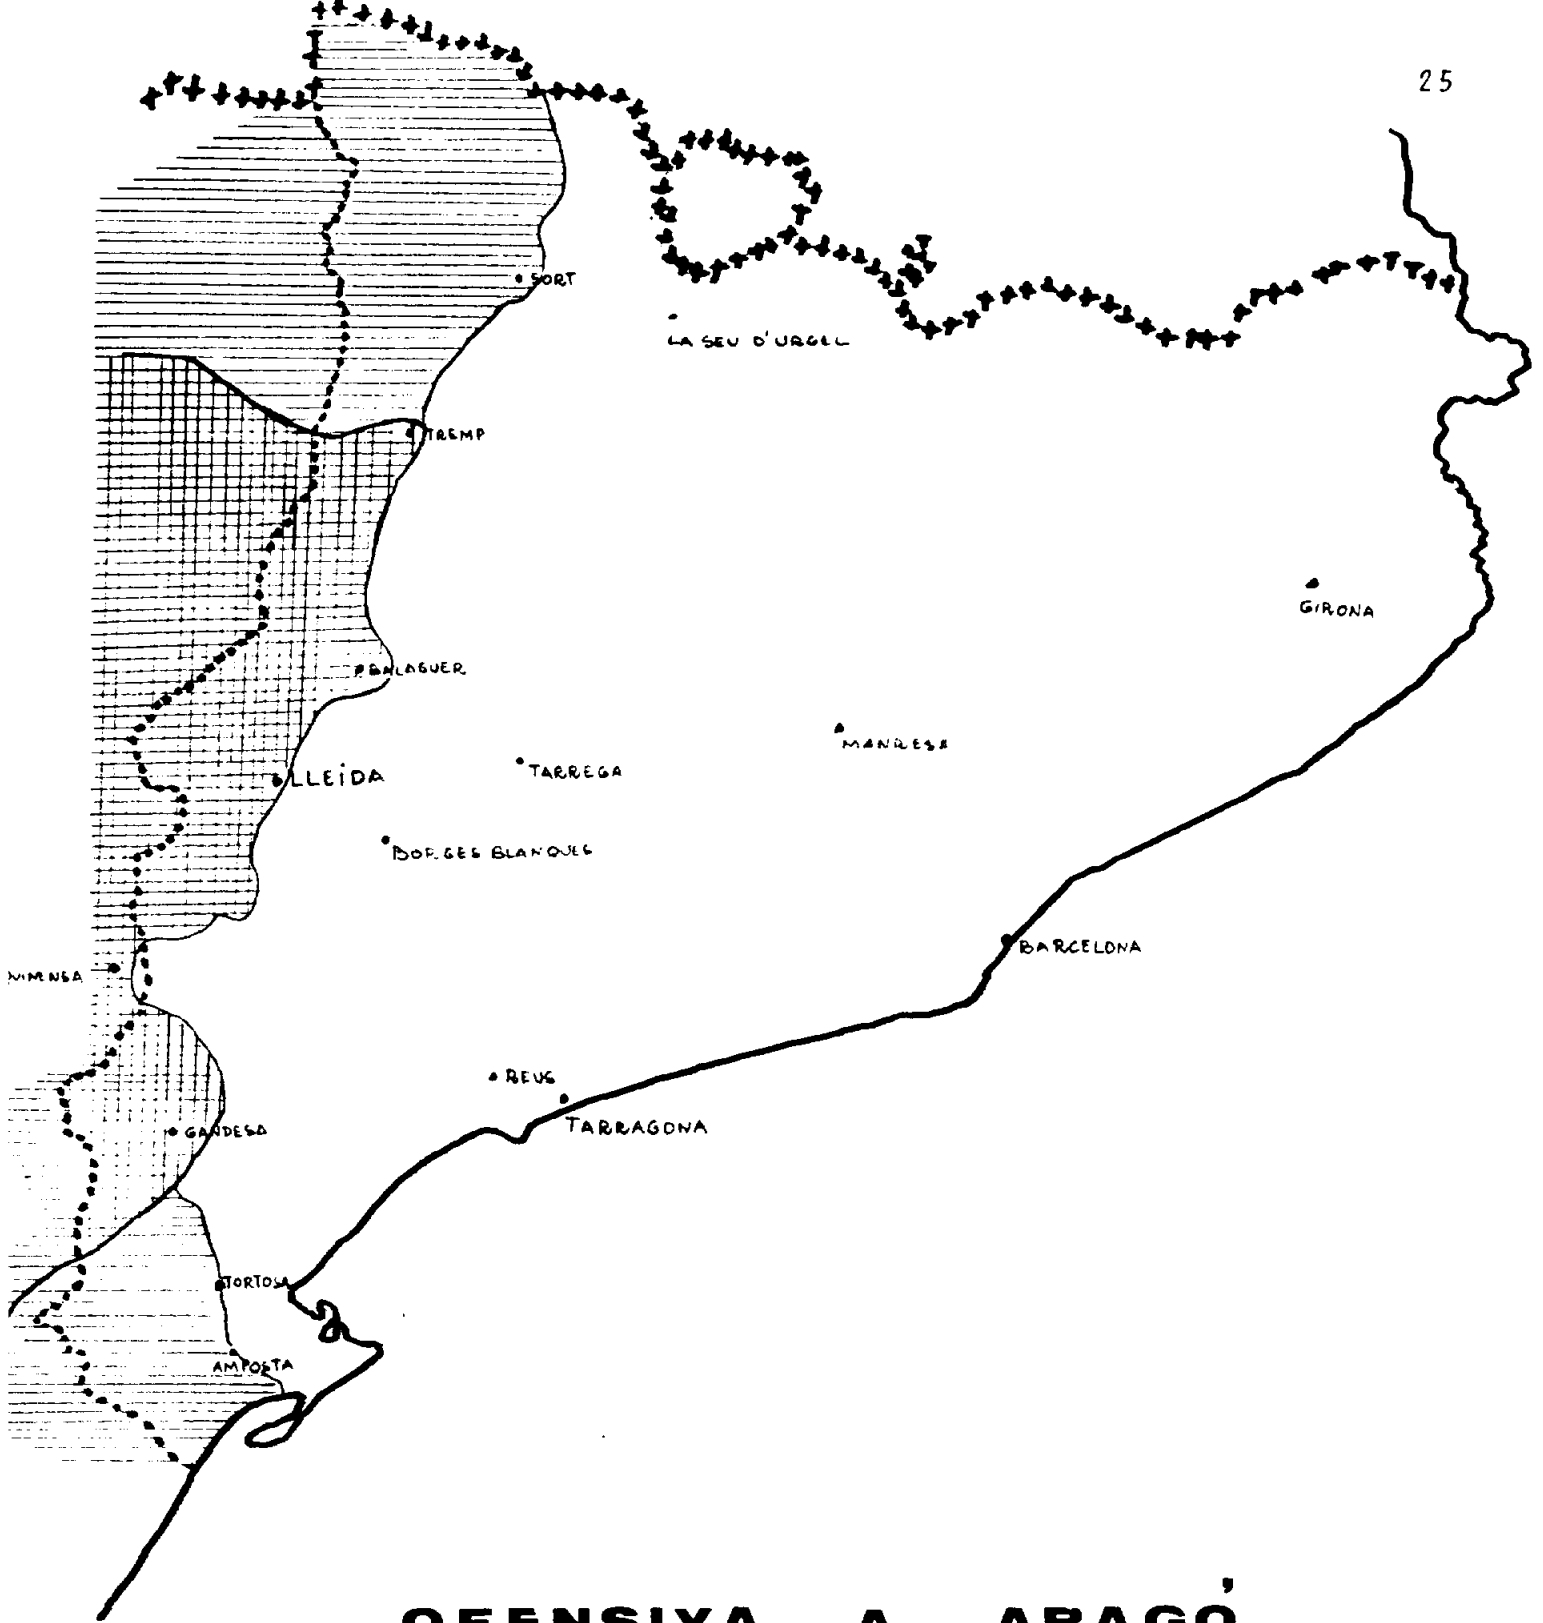 25
SORT
LA SEU D'URGEL
TREMP
GIRONA
BALAGUER
MANRESA
TARREGA
LLEIDA
BORGES BLANQUES
BARCELONA
REUS
TARRAGONA
GANDESA
TORTOSA
AMPOSTA
OFENSIVA A ARAGÓ